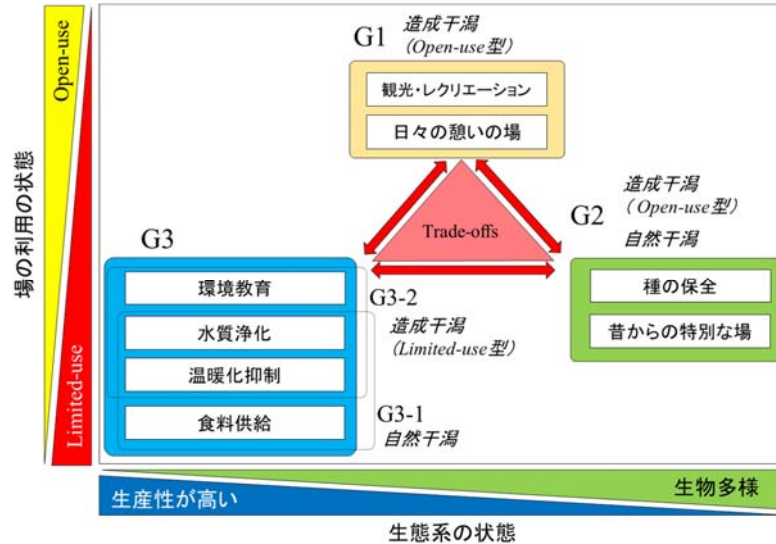 造成干潟
G1
(Open-use型)
観光・レクリエーション
日々の憩いの場
Open-use
Limited-use
場の利用の状態
Trade-offs
造成干潟
G2
( Open-use型)
自然干潟
種の保全
昔からの特別な場
G3
環境教育
水質浄化
温暖化抑制
食料供給
G3-2
造成干潟
(Limited-use型)
G3-1
自然干潟
生物多様
生産性が高い
生態系の状態